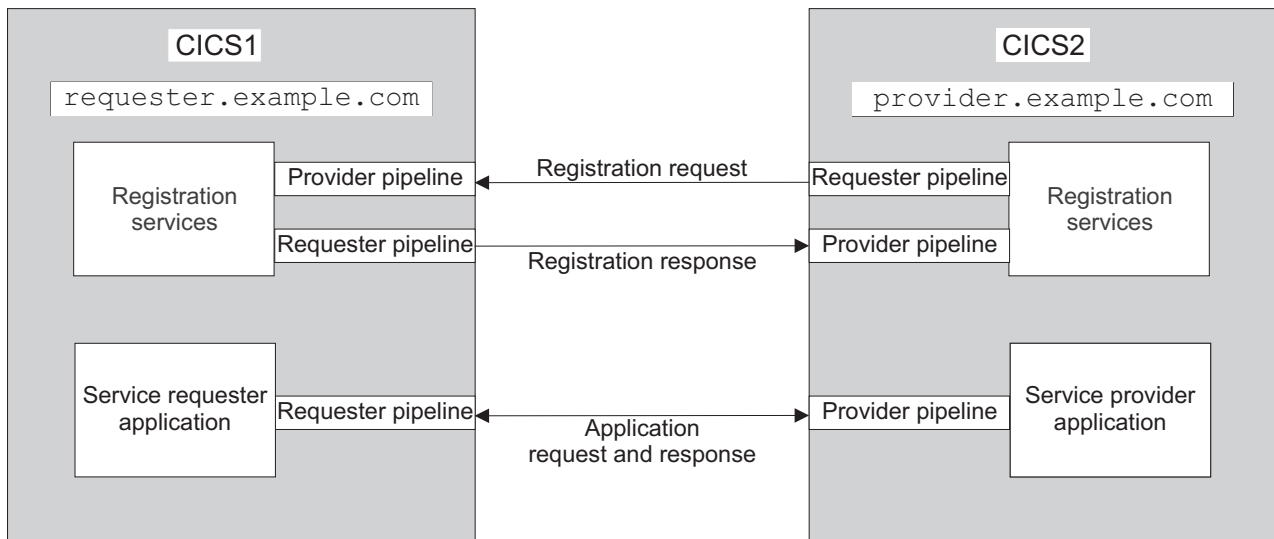 CICS1
requester.example.com
Registration
services
Provider pipeline
Requester pipeline
Service requester
application
Requester pipeline
Registration request
Registration response
Application
request and response
CICS2
provider.example.com
Requester pipeline
Provider pipeline
Registration
services
Provider pipeline
Service provider
application